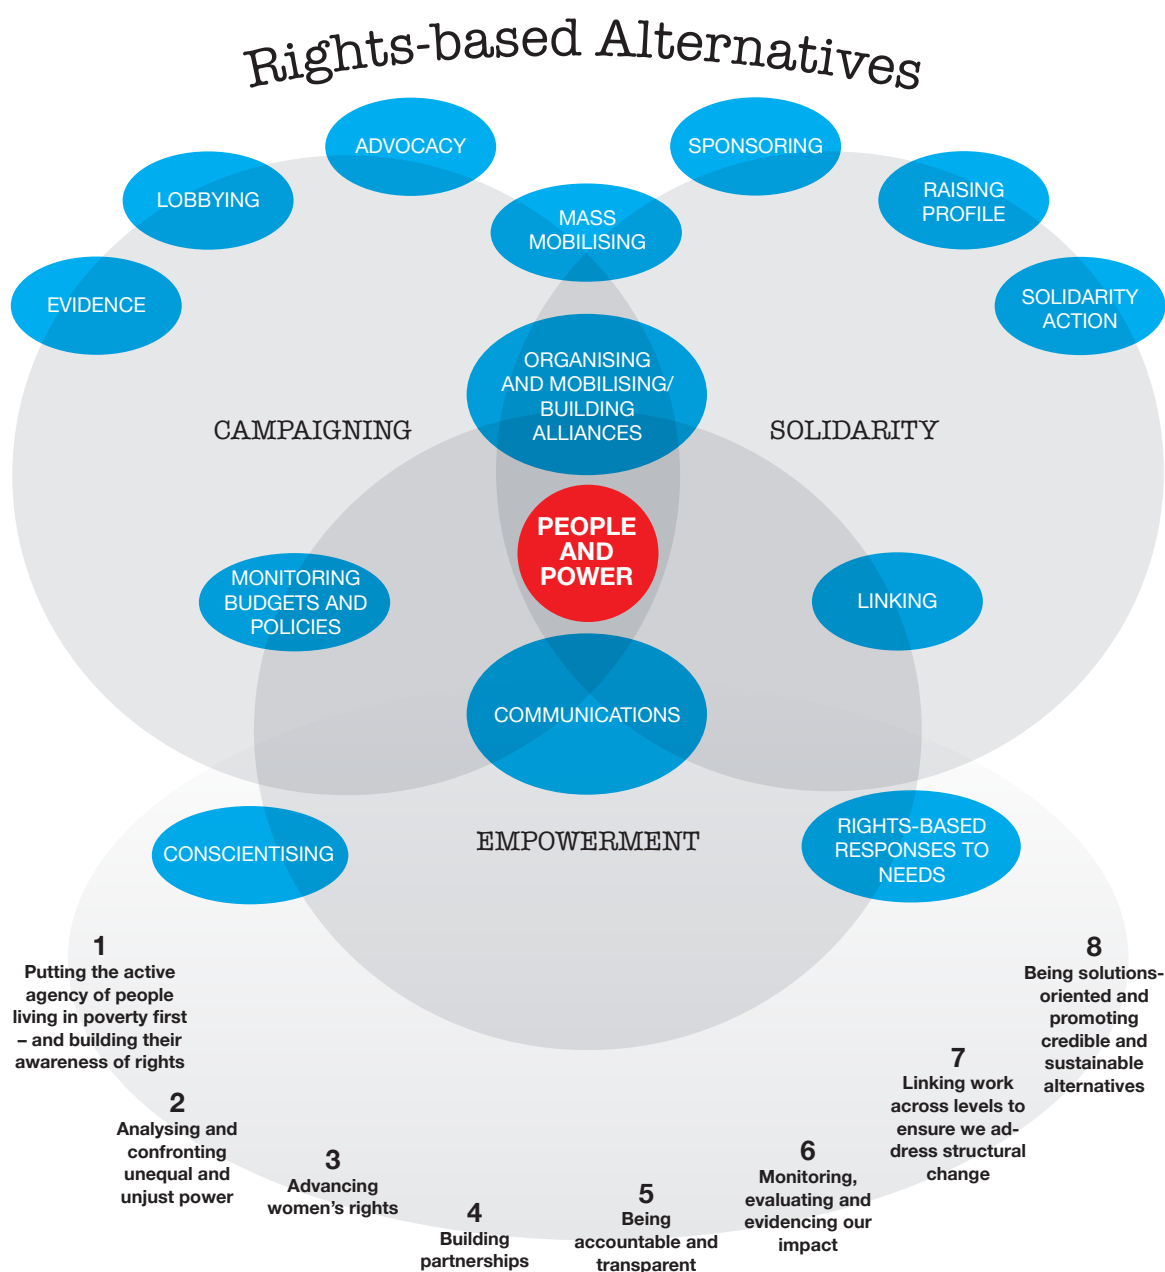 Rights-based Alternatives
ADVOCACY
SPONSORING
LOBBYING
RAISING
PROFILE
MASS
MOBILISING
EVIDENCE
SOLIDARITY
ACTION
ORGANISING
AND MOBILISING/
BUILDING
ALLIANCES
CAMPAIGNING
SOLIDARITY
PEOPLE
AND
POWER
MONITORING
BUDGETS AND
POLICIES
LINKING
COMMUNICATIONS
EMPOWERMENT
CONSCIENTISING
RIGHTS-BASED
RESPONSES TO
NEEDS
1
Putting the active
agency of people
living in poverty first
– and building their
awareness of rights
2
Analysing and
confronting
unequal and
unjust power
3
Advancing
women's rights
4
Building
partnerships
5
Being
accountable and
transparent
6
Monitoring,
evaluating and
evidencing our
impact
7
Linking work
across levels to
ensure we ad-
dress structural
change
8
Being solutions-
oriented and
promoting
credible and
sustainable
alternatives